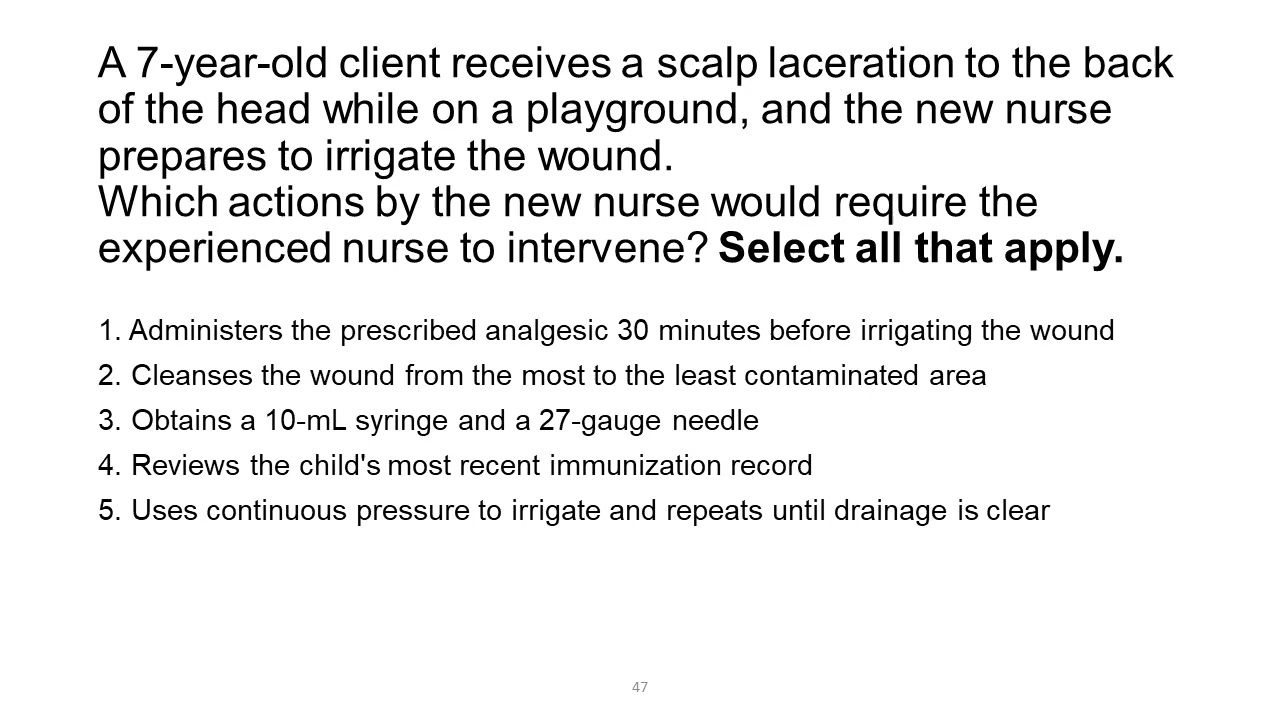 A 7-year-old client receives a scalp laceration to the back
of the head while on a playground, and the new nurse
prepares to irrigate the wound.
Which actions by the new nurse would require the
experienced nurse to intervene? Select all that apply.
1. Administers the prescribed analgesic 30 minutes before irrigating the wound
2. Cleanses the wound from the most to the least contaminated area
3. Obtains a 10-mL syringe and a 27-gauge needle
4. Reviews the child's most recent immunization record
5. Uses continuous pressure to irrigate and repeats until drainage is clear
47